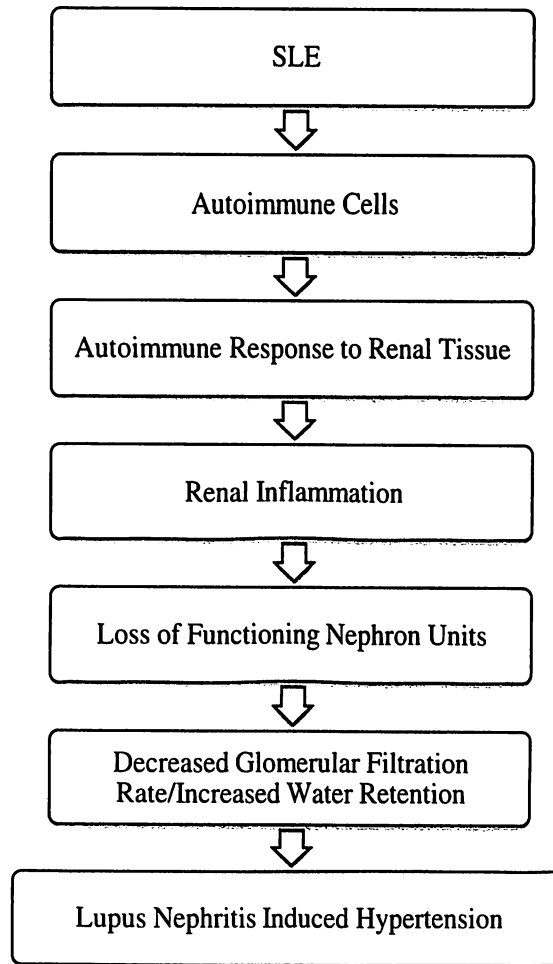 SLE
Autoimmune Cells
Autoimmune Response to Renal Tissue
Renal Inflammation
Loss of Functioning Nephron Units
Decreased Glomerular Filtration
Rate/Increased Water Retention
Lupus Nephritis Induced Hypertension